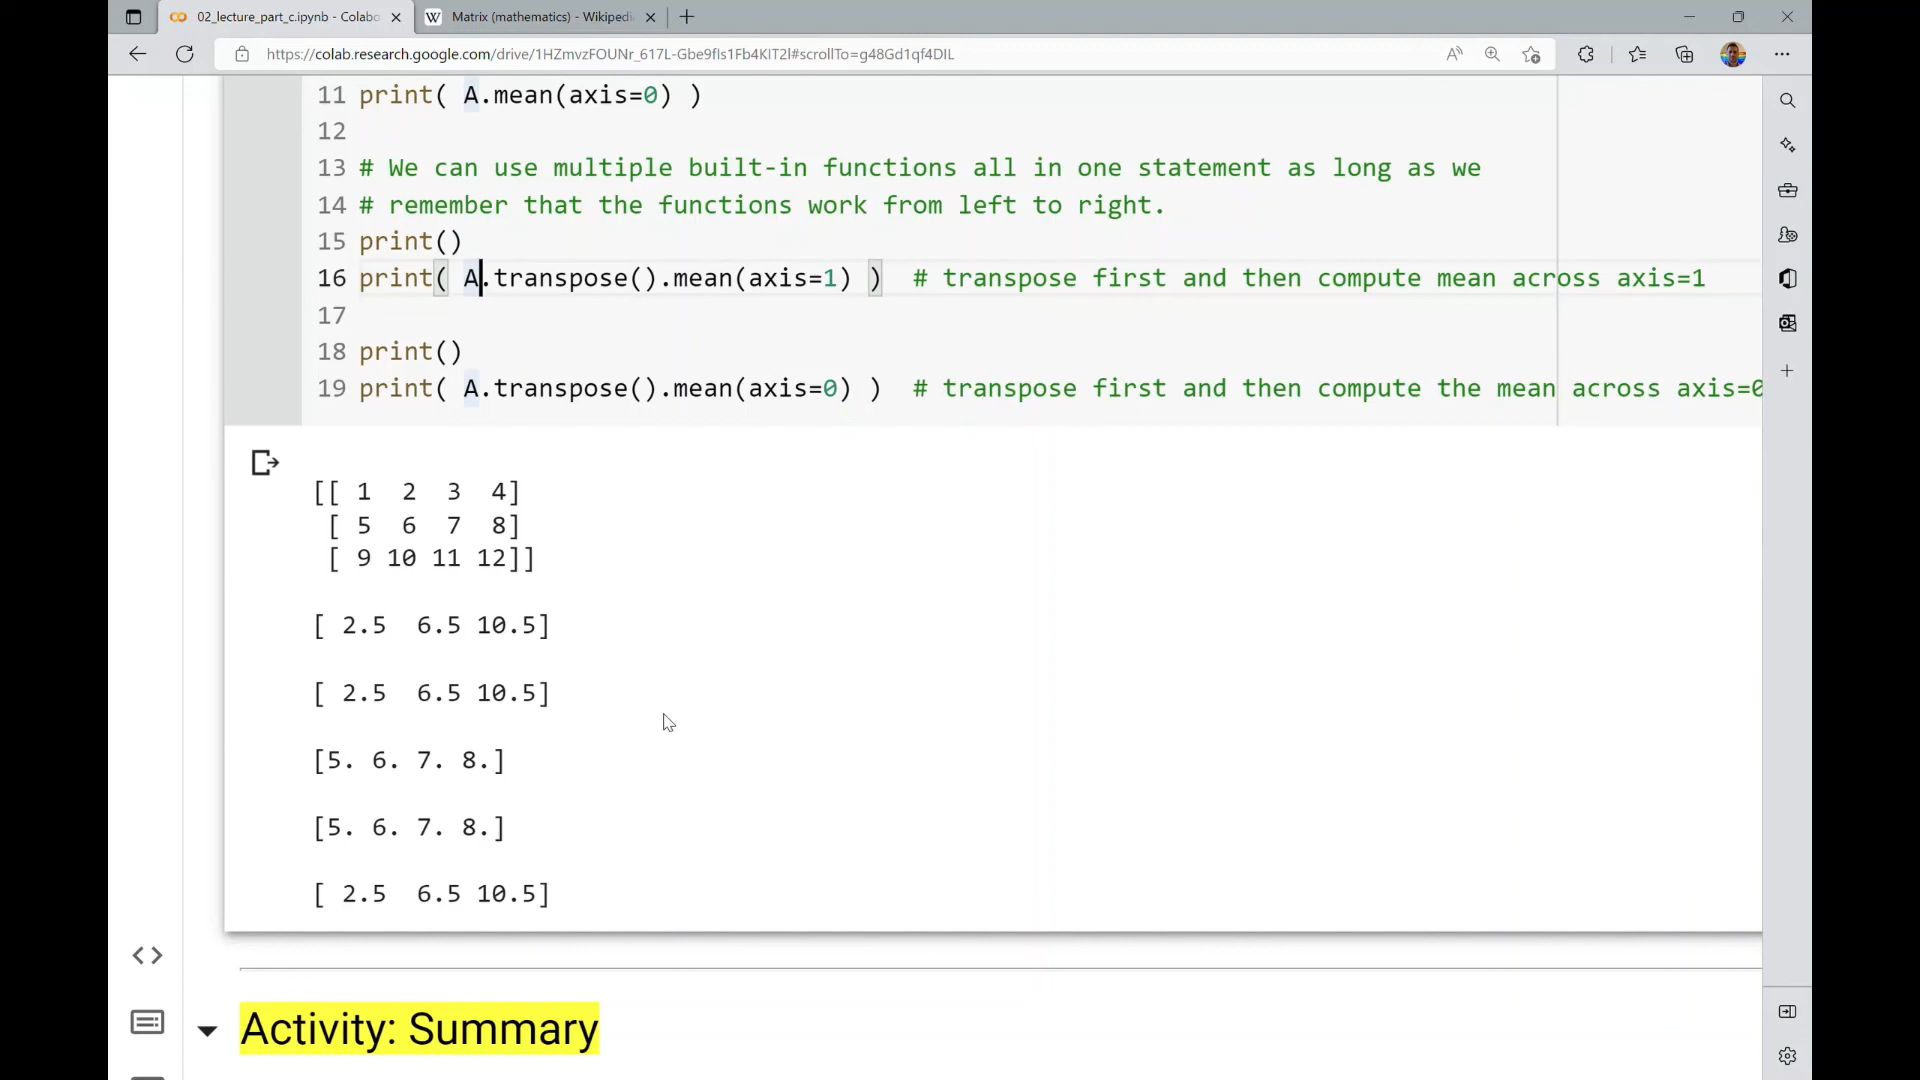 02_lecture_part_c.ipynb - Colabo
Matrix (mathematics) - Wikipedi
https://colab.research.google.com/drive/1HZmvzFOUNr_617L-Gbe9fIs1Fb4KIT2I#scrollTo=g48Gd1qf4DIL
11 print( A.mean(axis=0) )
12
13 # We can use multiple built-in functions all in one statement as long as we
14 # remember that the functions work from left to right.
15 print()
16 print( A.transpose().mean(axis=1) )  # transpose first and then compute mean across axis=1
17
18 print()
19 print( A.transpose().mean(axis=0) )  # transpose first and then compute the mean across axis=0
[[ 1  2  3  4]
[ 5  6  7  8]
[ 9 10 11 12]]
[ 2.5  6.5 10.5]
[ 2.5  6.5 10.5]
[5. 6. 7. 8.]
[5. 6. 7. 8.]
[ 2.5  6.5 10.5]
Activity: Summary